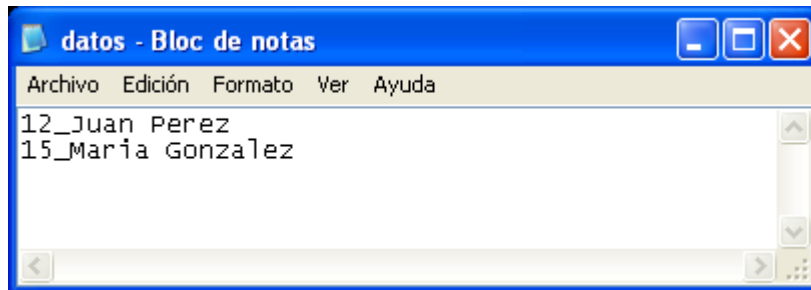 datos - Bloc de notas
Archivo Edición Formato Ver Ayuda
12_Juan Perez
15_Maria Gonzalez